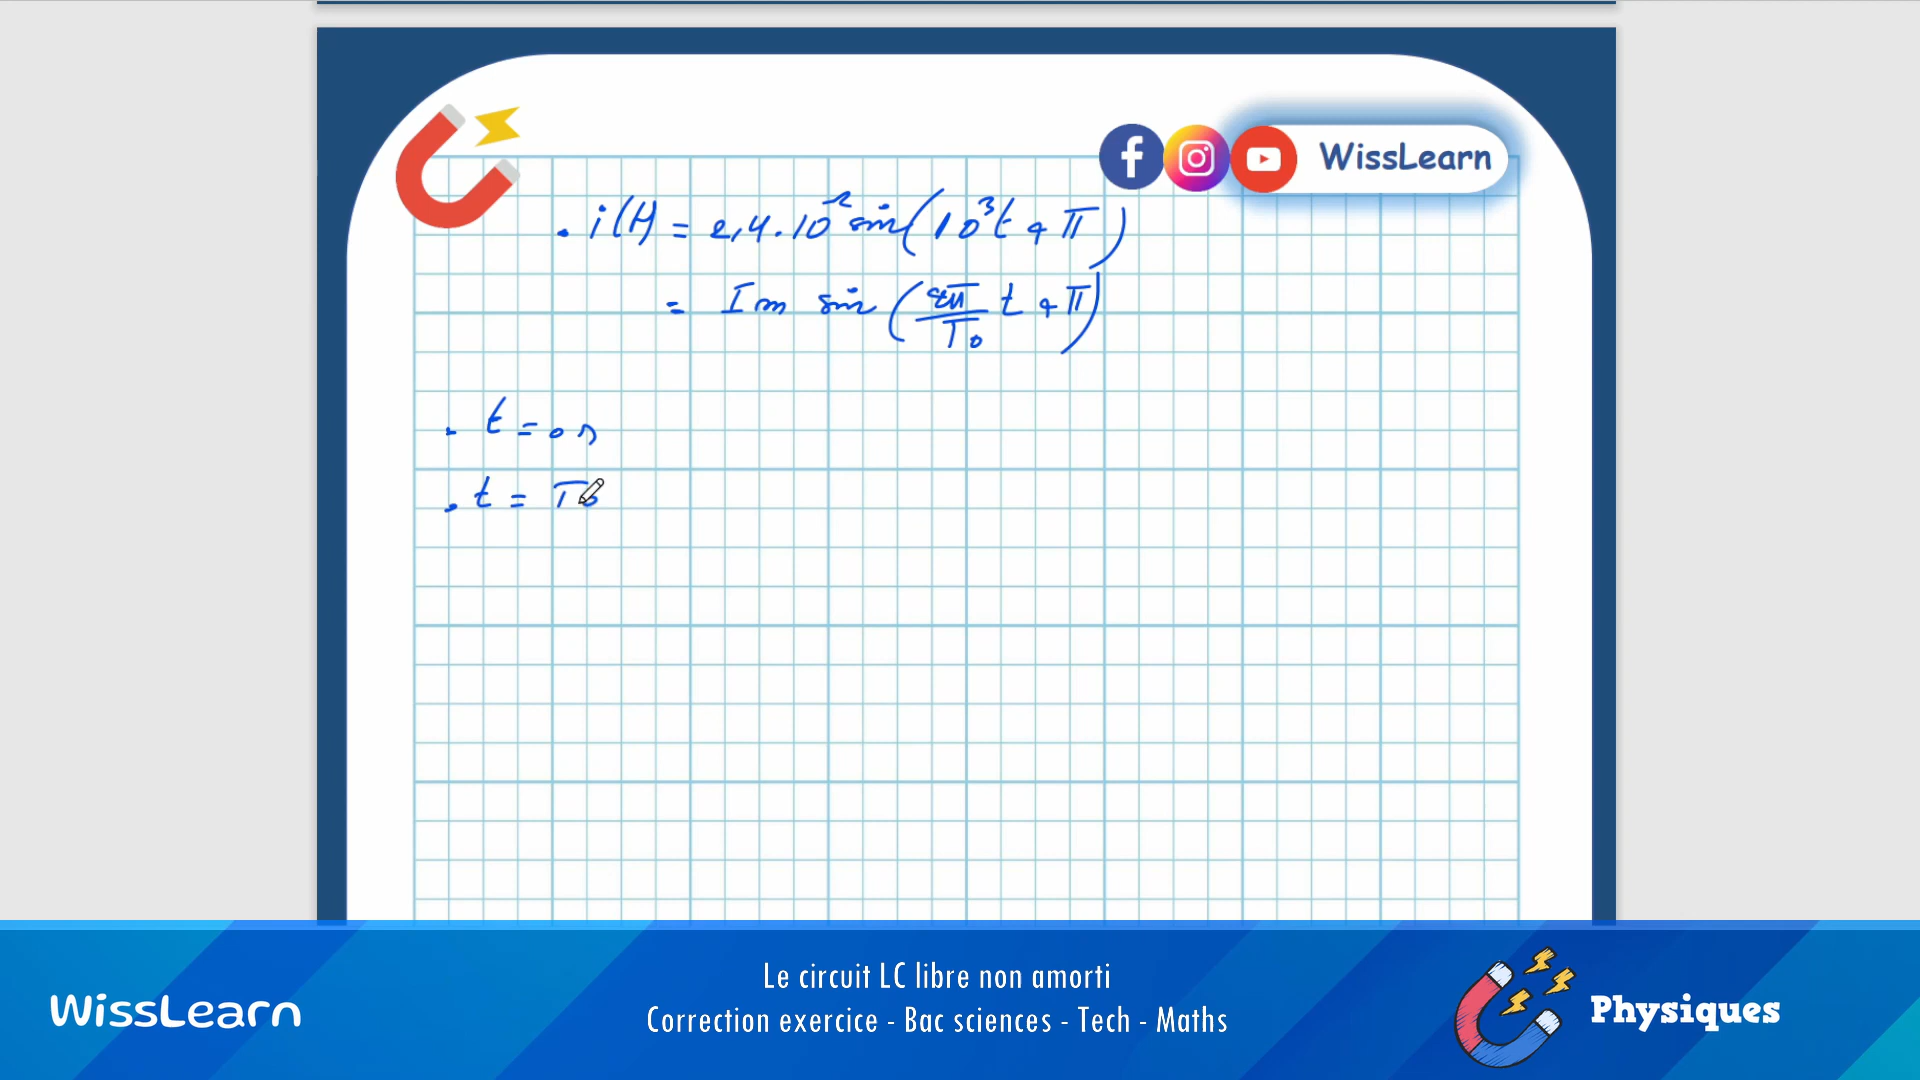 WissLearn
. i(t) = 2,4.10⁻² sin(10³t + π)
= Im sin(2π/T₀ t + π)
. t = 0 s
. t = T₀
Le circuit LC libre non amorti
Correction exercice - Bac sciences - Tech - Maths
WissLearn
Physiques